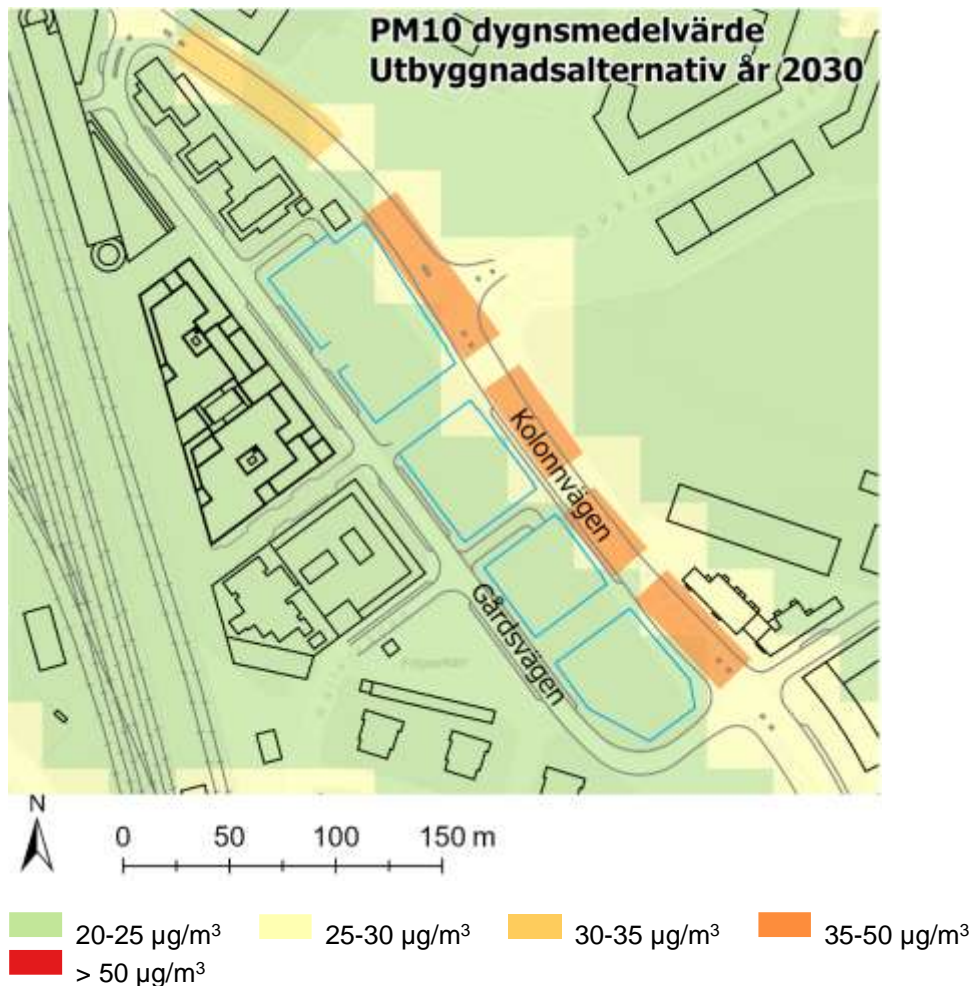 PM10 dygnsmedelvärde
Utbyggnadsalternativ år 2030
Kolonnvägen
Gårdsvägen
N
0 50 100 150 m
20-25 µg/m³ 25-30 µg/m³ 30-35 µg/m³ 35-50 µg/m³
> 50 µg/m³